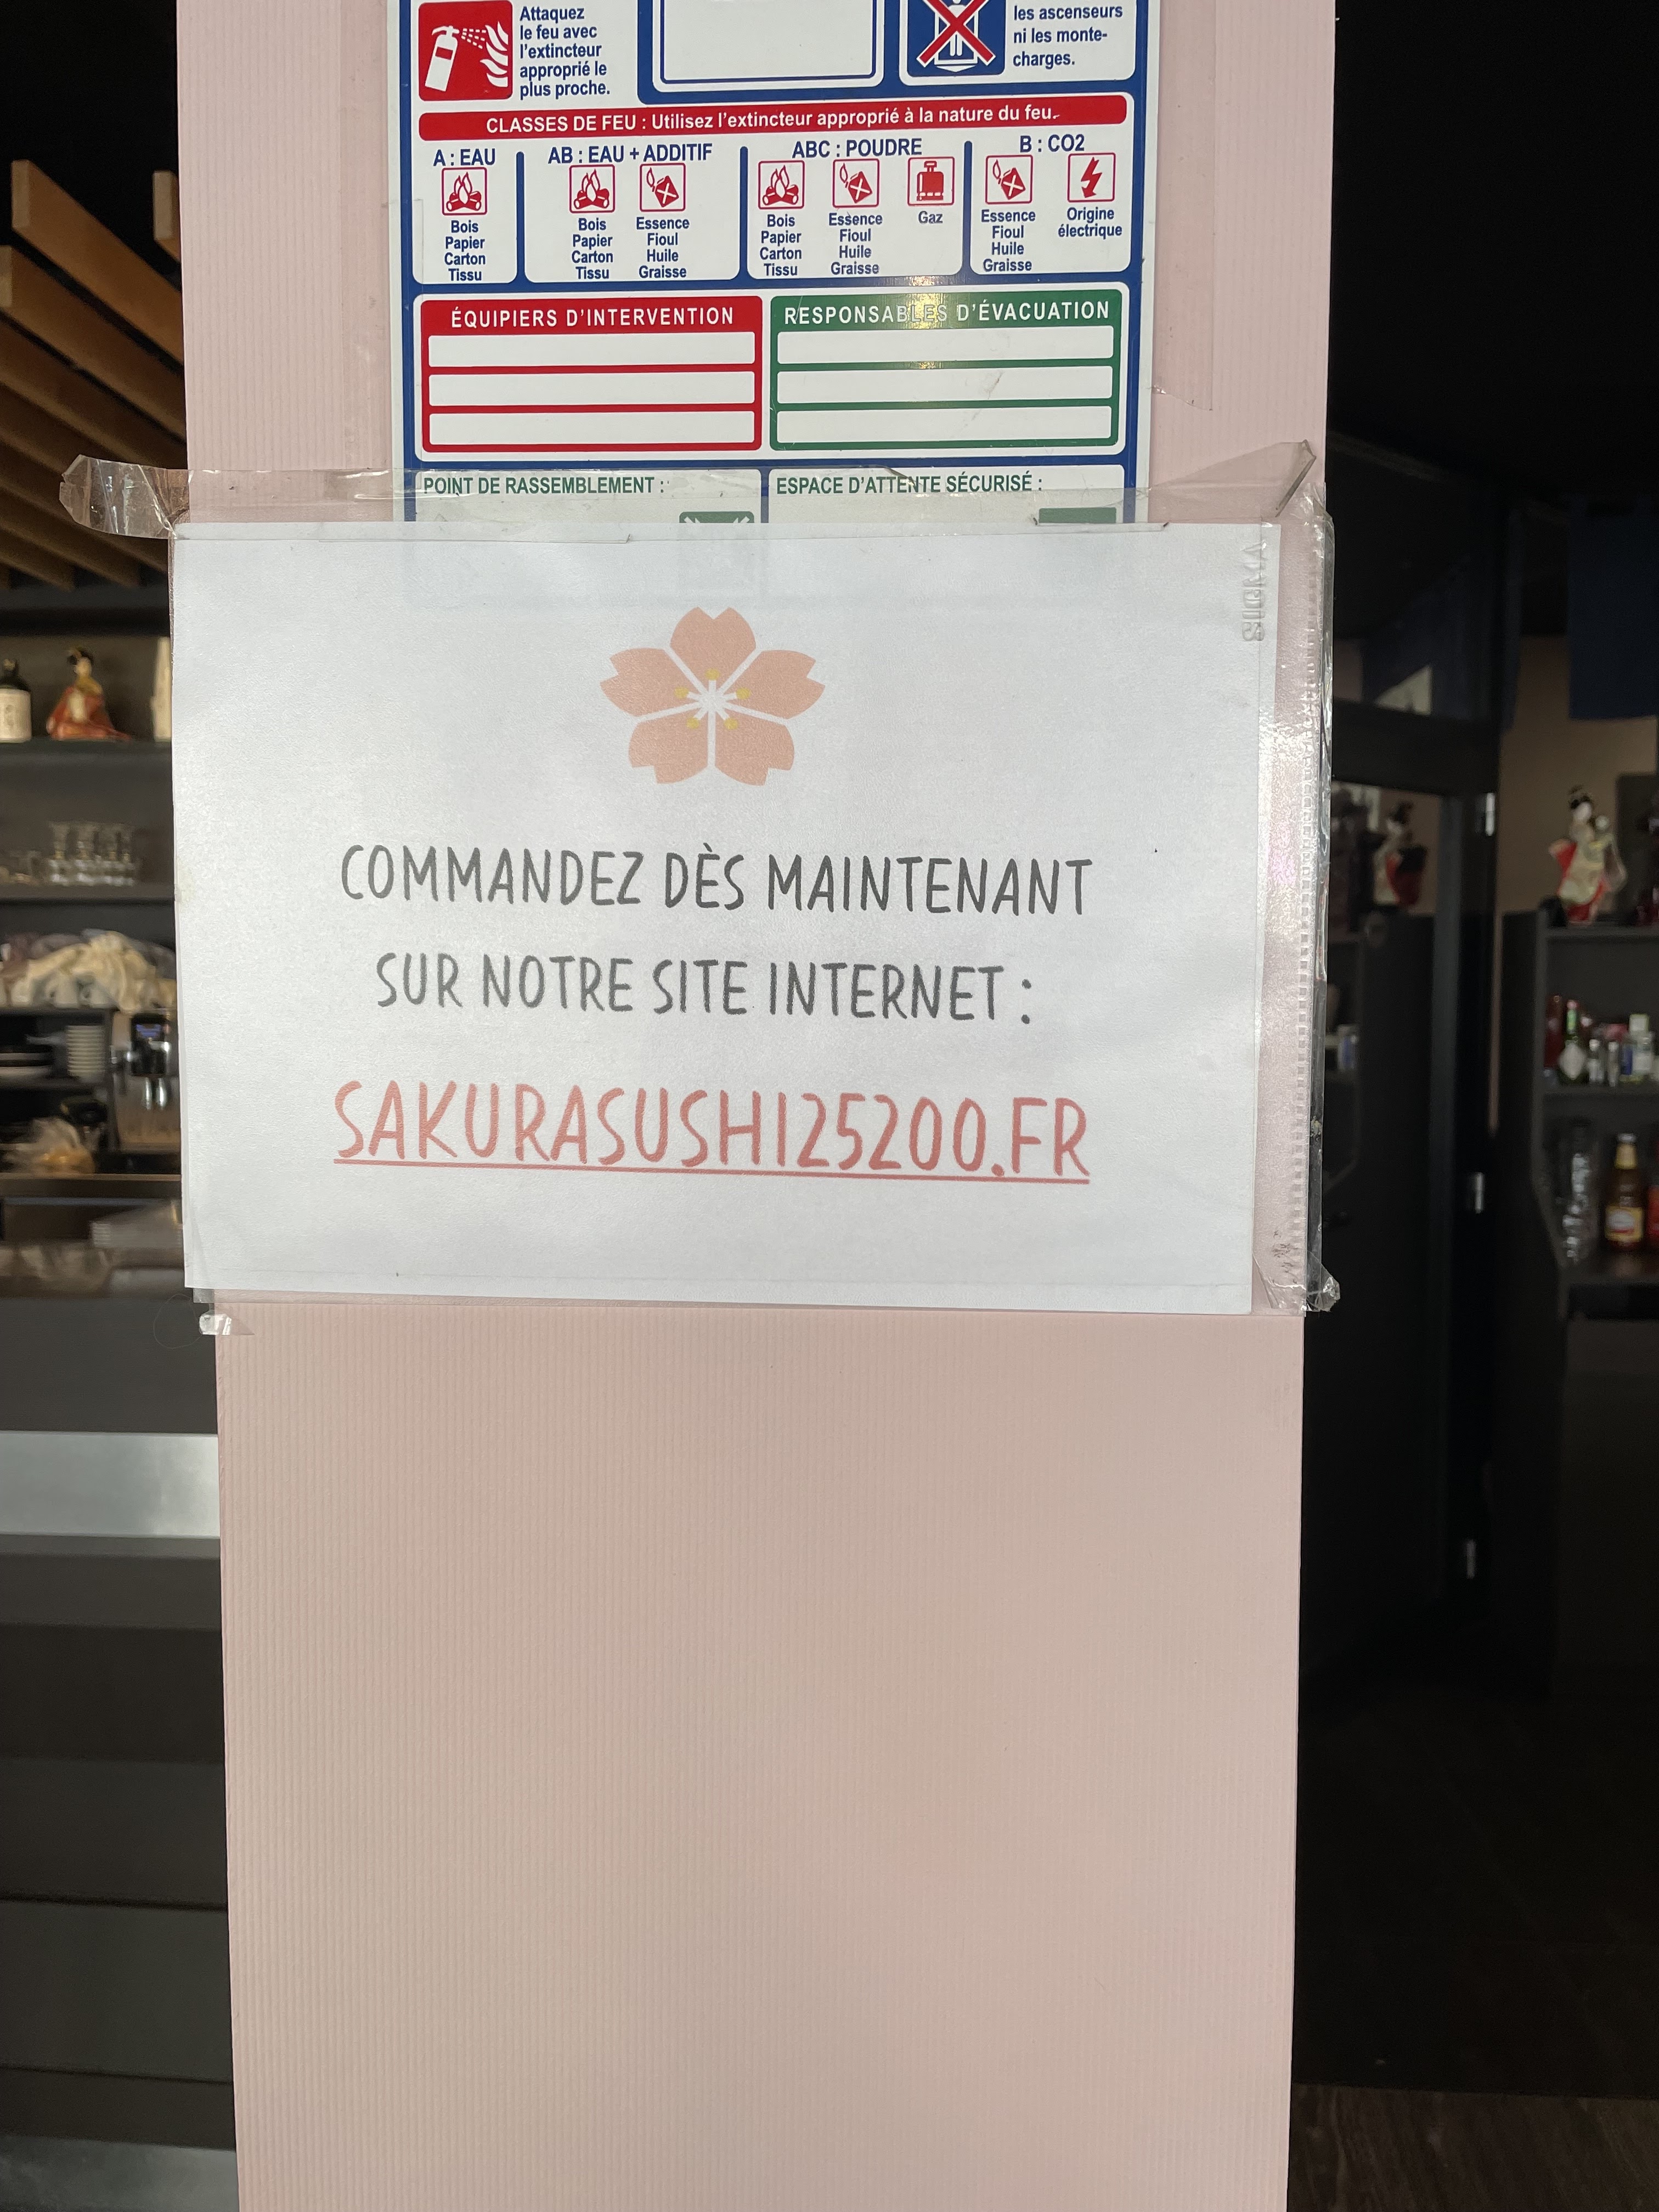 Attaquez
le feu avec
l'extincteur
approprié le
plus proche.
les ascenseurs
ni les monte-
charges.
CLASSES DE FEU : Utilisez l'extincteur approprié à la nature du feu.
A : EAU
Bois
Papier
Carton
Tissu
AB : EAU + ADDITIF
Bois
Papier
Carton
Tissu
Essence
Fioul
Huile
Graisse
ABC : POUDRE
Bois
Papier
Carton
Tissu
Essence
Fioul
Huile
Graisse
Gaz
B : CO2
Essence
Fioul
Huile
Graisse
Origine
électrique
ÉQUIPIERS D'INTERVENTION
RESPONSABLES D'ÉVACUATION
POINT DE RASSEMBLEMENT :
ESPACE D'ATTENTE SÉCURISÉ :
COMMANDEZ DÈS MAINTENANT
SUR NOTRE SITE INTERNET :
SAKURASUSHI25200.FR